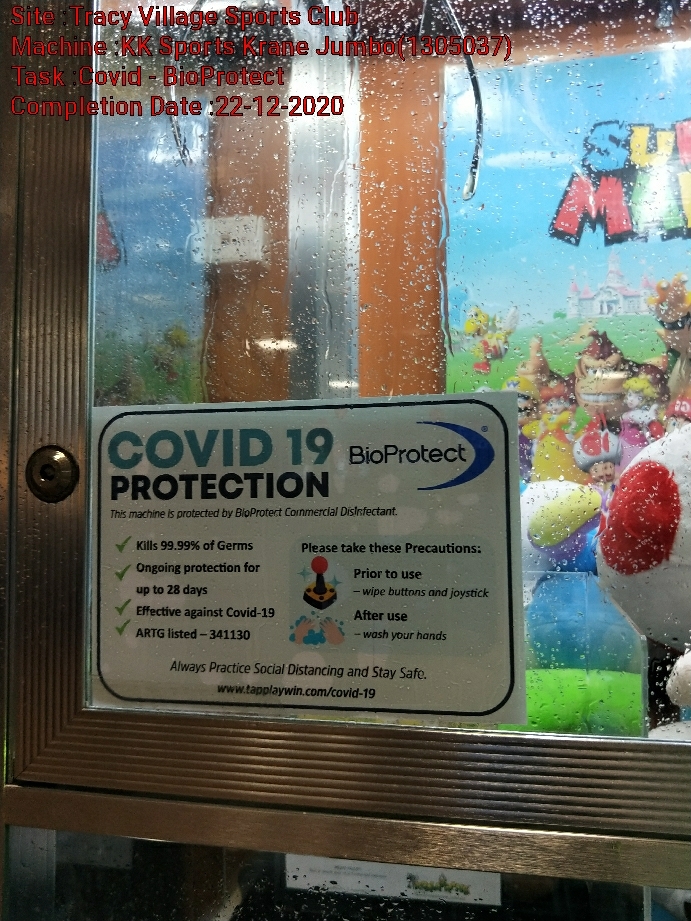 Site :Tracy Village Sports Club
Machine :KK Sports Krane Jumbo(1305037)
Task :Covid - BioProtect
Completion Date :22-12-2020
COVID 19
PROTECTION
BioProtect®
This machine is protected by BioProtect Commercial Disinfectant.
Kills 99.99% of Germs
Ongoing protection for
up to 28 days
Effective against Covid-19
ARTG listed – 341130
Please take these Precautions:
Prior to use
– wipe buttons and joystick
After use
– wash your hands
Always Practice Social Distancing and Stay Safe.
www.tapplaywin.com/covid-19